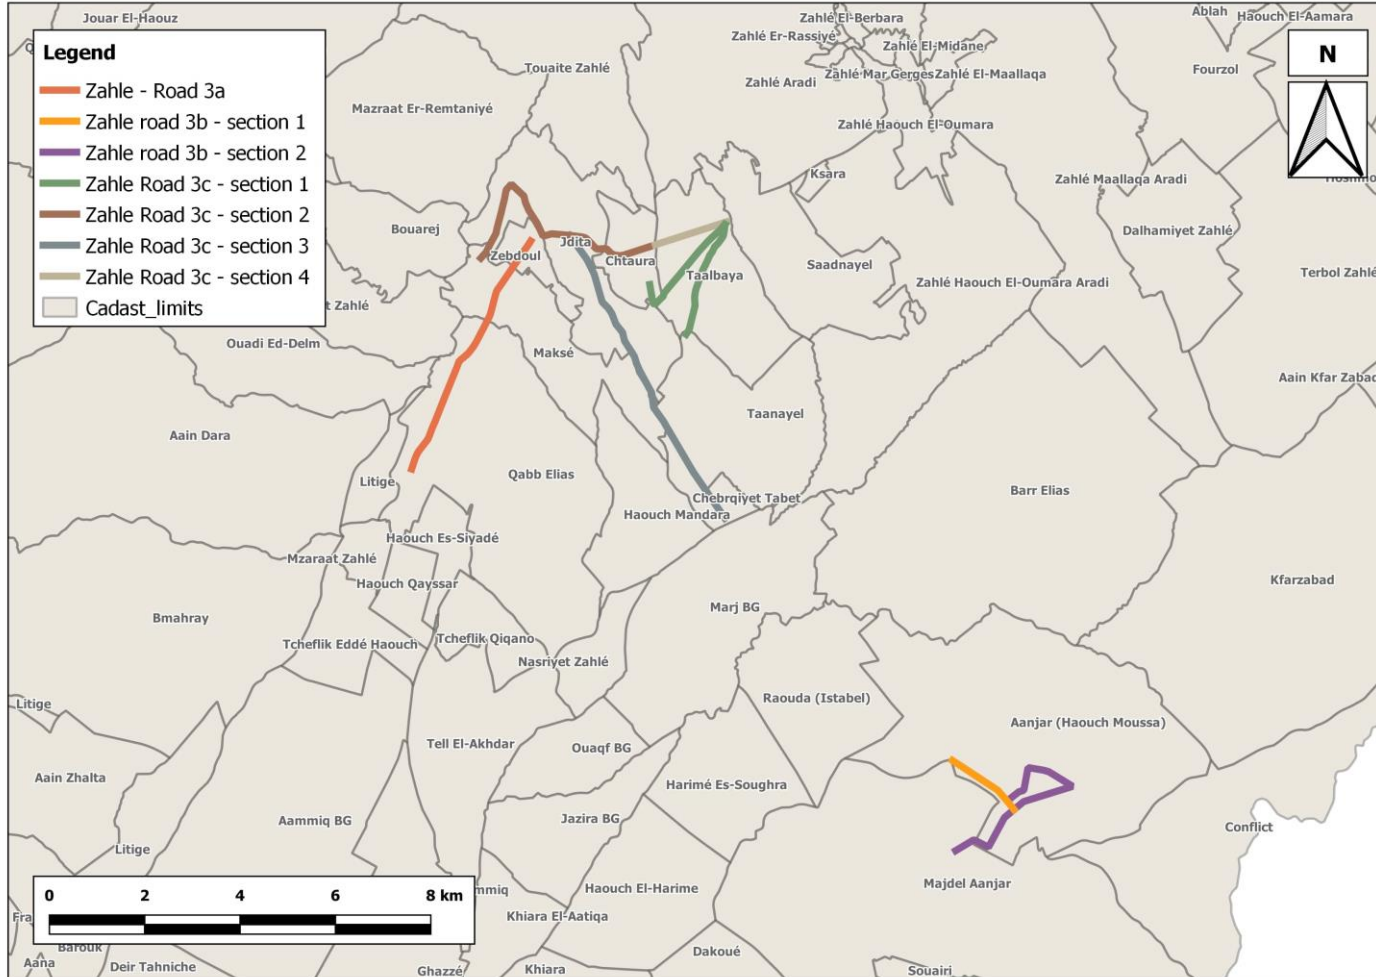 Jouar El-Haouz
Zahlé El-Berbara
Ablah
Haouch El-Aamara
Zahlé Er-Rassiyé
Zahlé El-Midane
Legend
N
Touaite Zahlé
Zahlé Aradi
Zahlé Mar Gerges
Zahlé El-Maallaqa
Fourzol
Zahle - Road 3a
Mazraat Er-Remtaniyé
Zahle road 3b - section 1
Zahlé Haouch El-Oumara
Zahle road 3b - section 2
Ksara
Zahlé Maallaqa Aradi
Zahle Road 3c - section 1
Zahle Road 3c - section 2
Bouarej
Dalhamiyet Zahlé
Zahle Road 3c - section 3
Jdita
Zebdoul
Chtaura
Saadnayel
Zahle Road 3c - section 4
Taalbaya
Zahlé Haouch El-Oumara Aradi
Terbol Zahlé
Cadast_limits
t Zahlé
Ouadi Ed-Delm
Maksé
Aain Kfar Zabad
Taanayel
Aain Dara
Qabb Elias
Litige
Barr Elias
Chebrqiyet Tabet
Haouch Mandara
Haouch Es-Siyadé
Mzaraat Zahlé
Haouch Qayssar
Kfarzabad
Marj BG
Bmahray
Tcheflik Qiqano
Tcheflik Eddé Haouch
Nasriyet Zahlé
Raouda (Istabel)
Litige
Aanjar (Haouch Moussa)
Tell El-Akhdar
Ouaqf BG
Aain Zhalta
Harimé Es-Soughra
Aammiq BG
Jazira BG
Conflict
Litige
Majdel Aanjar
Haouch El-Harime
0 2 4 6 8 km
mmiq
Khiara El-Aatiqa
Fra
Barouk
Dakoué
Aana
Deir Tahniche
Ghazzé
Khiara
Souairi